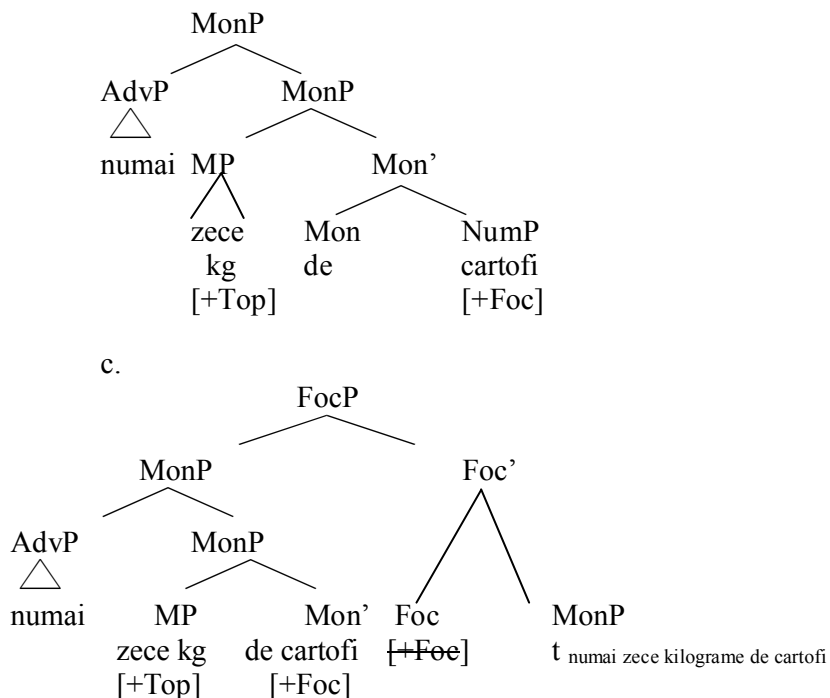 MonP
AdvP MonP
numai MP Mon’
zece Mon NumP
kg de cartofi
[+Top] [+Foc]
c.
FocP
MonP Foc’
AdvP MonP
numai MP Mon’ Foc MonP
zece kg de cartofi [+Foc] t numai zece kilograme de cartofi
[+Top] [+Foc]